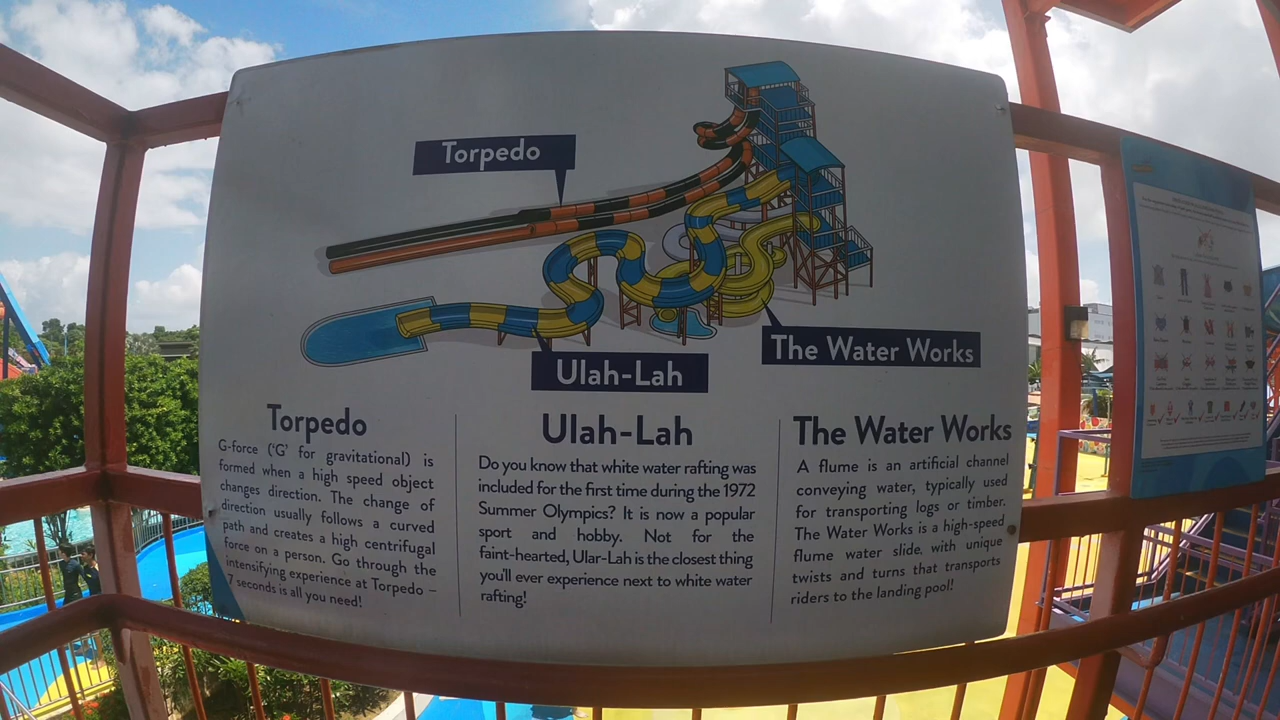 Torpedo
Ulah-Lah
The Water Works
Torpedo
G-force ('G' for gravitational) is
formed when a high speed object
changes direction. The change of
direction usually follows a curved
path and creates a high centrifugal
force on a person. Go through the
intensifying experience at Torpedo –
7 seconds is all you need!
Ulah-Lah
Do you know that white water rafting was
included for the first time during the 1972
Summer Olympics? It is now a popular
sport and hobby. Not for the
faint-hearted, Ular-Lah is the closest thing
you'll ever experience next to white water
rafting!
The Water Works
A flume is an artificial channel
conveying water, typically used
for transporting logs or timber.
The Water Works is a high-speed
flume water slide, with unique
twists and turns that transports
riders to the landing pool!